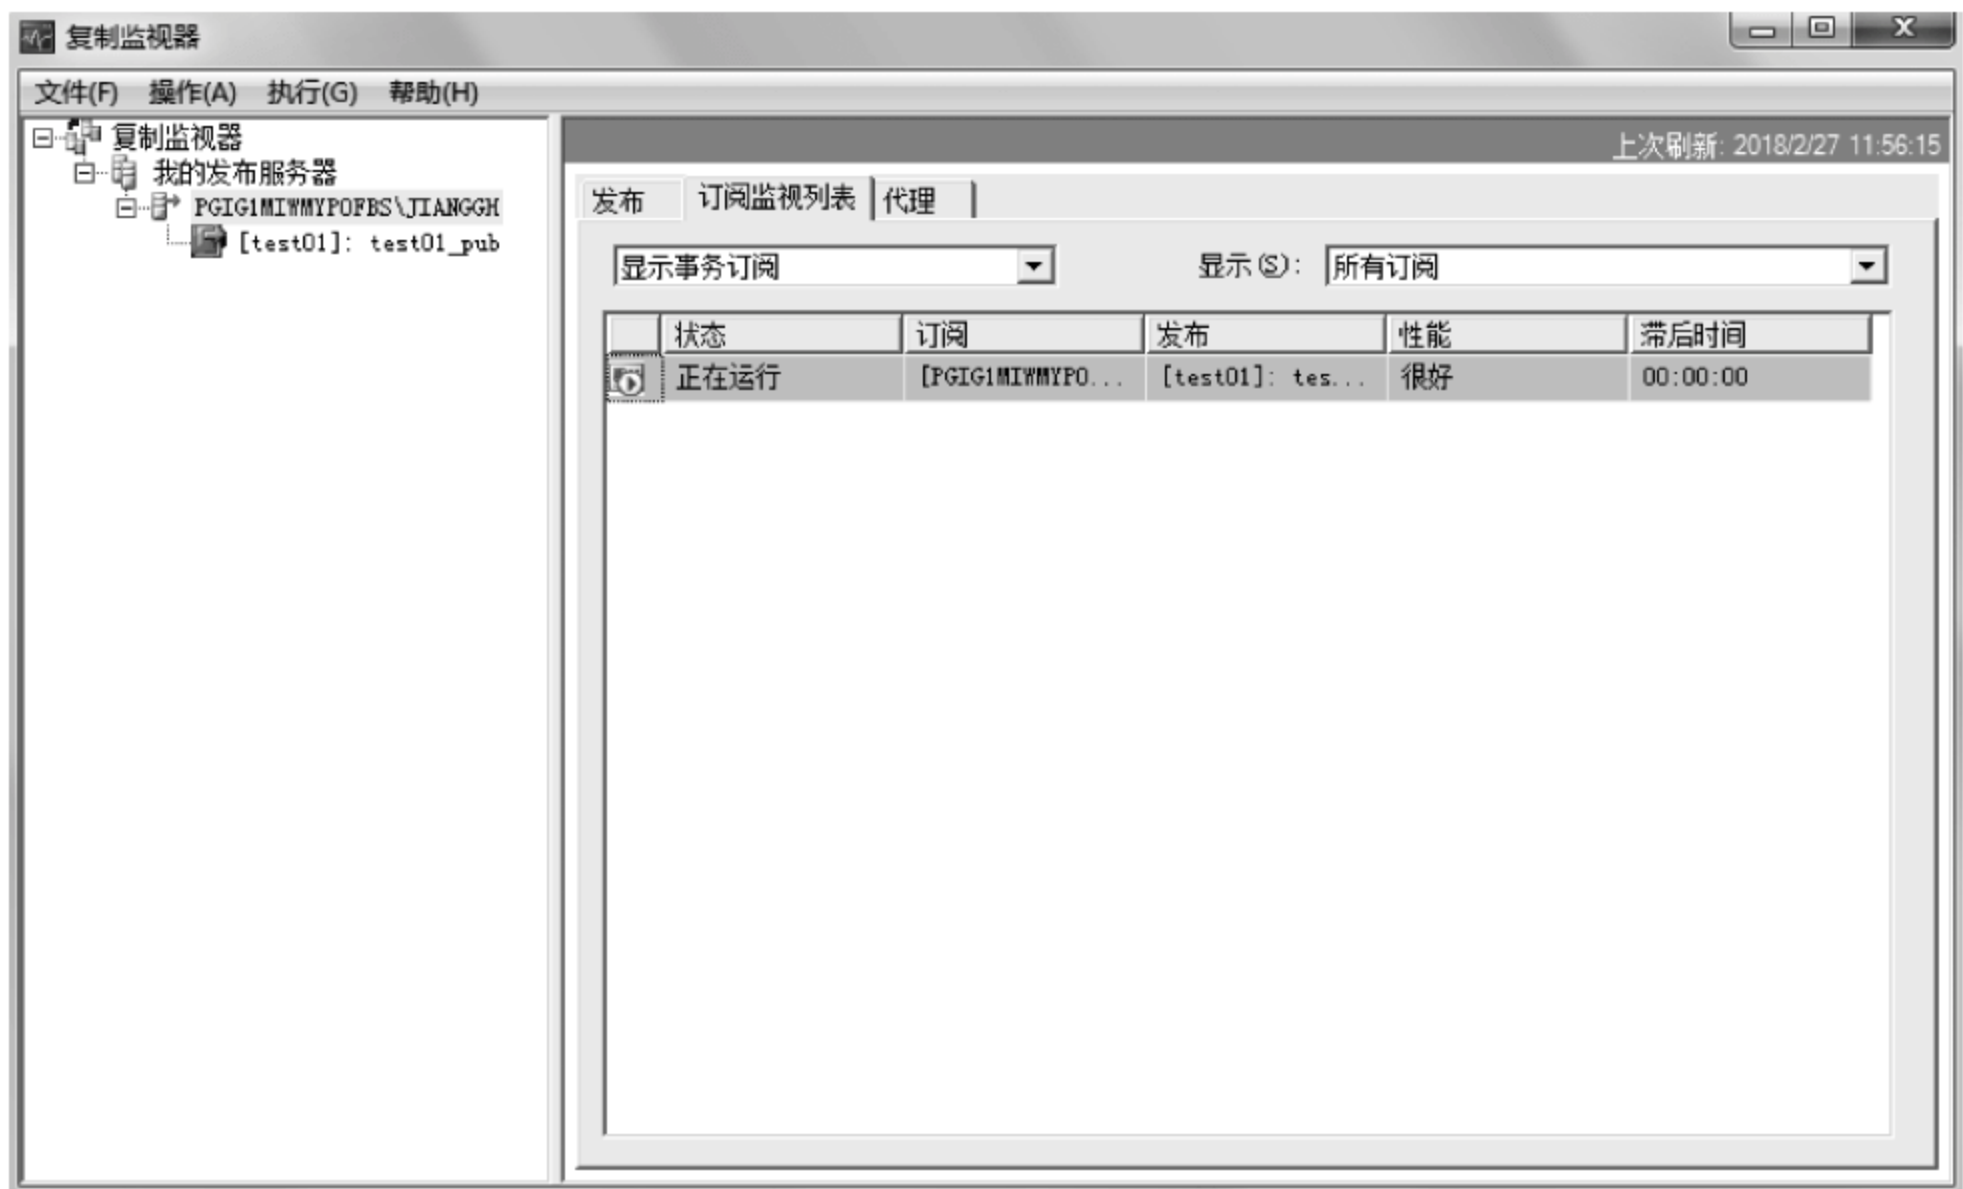 复制监视器
文件(F) 操作(A) 执行(G) 帮助(H)
复制监视器
我的发布服务器
PGIG1MIWMYPOFBS\JIANGGH
[test01]: test01_pub
上次刷新: 2018/2/27 11:56:15
发布 订阅监视列表 代理
显示事务订阅 显示(S): 所有订阅
状态 订阅 发布 性能 滞后时间
正在运行 [PGIG1MIWMYPO... [test01]: tes... 很好 00:00:00